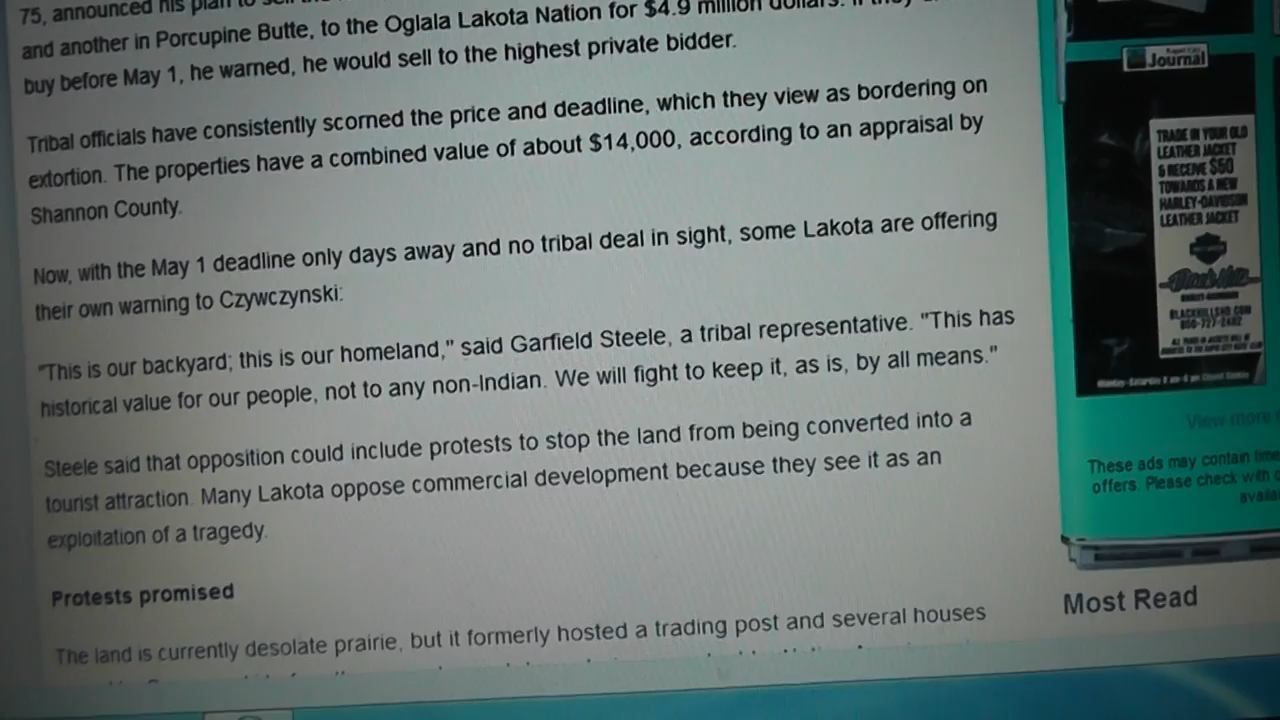 75, announced his plan to sell
and another in Porcupine Butte, to the Oglala Lakota Nation for $4.9 million dollars. If they
buy before May 1, he warned, he would sell to the highest private bidder.
Tribal officials have consistently scorned the price and deadline, which they view as bordering on
extortion. The properties have a combined value of about $14,000, according to an appraisal by
Shannon County.
Now, with the May 1 deadline only days away and no tribal deal in sight, some Lakota are offering
their own warning to Czywczynski:
"This is our backyard; this is our homeland," said Garfield Steele, a tribal representative. "This has
historical value for our people, not to any non-Indian. We will fight to keep it, as is, by all means."
Steele said that opposition could include protests to stop the land from being converted into a
tourist attraction. Many Lakota oppose commercial development because they see it as an
exploitation of a tragedy.
Protests promised
The land is currently desolate prairie, but it formerly hosted a trading post and several houses
Journal
TRADE IN YOUR OLD
LEATHER JACKET
& RECEIVE $50
TOWARDS A NEW
HARLEY-DAVIDSON
LEATHER JACKET
BLACKHILLSHD.COM
View more
These ads may contain time
offers. Please check with
Most Read